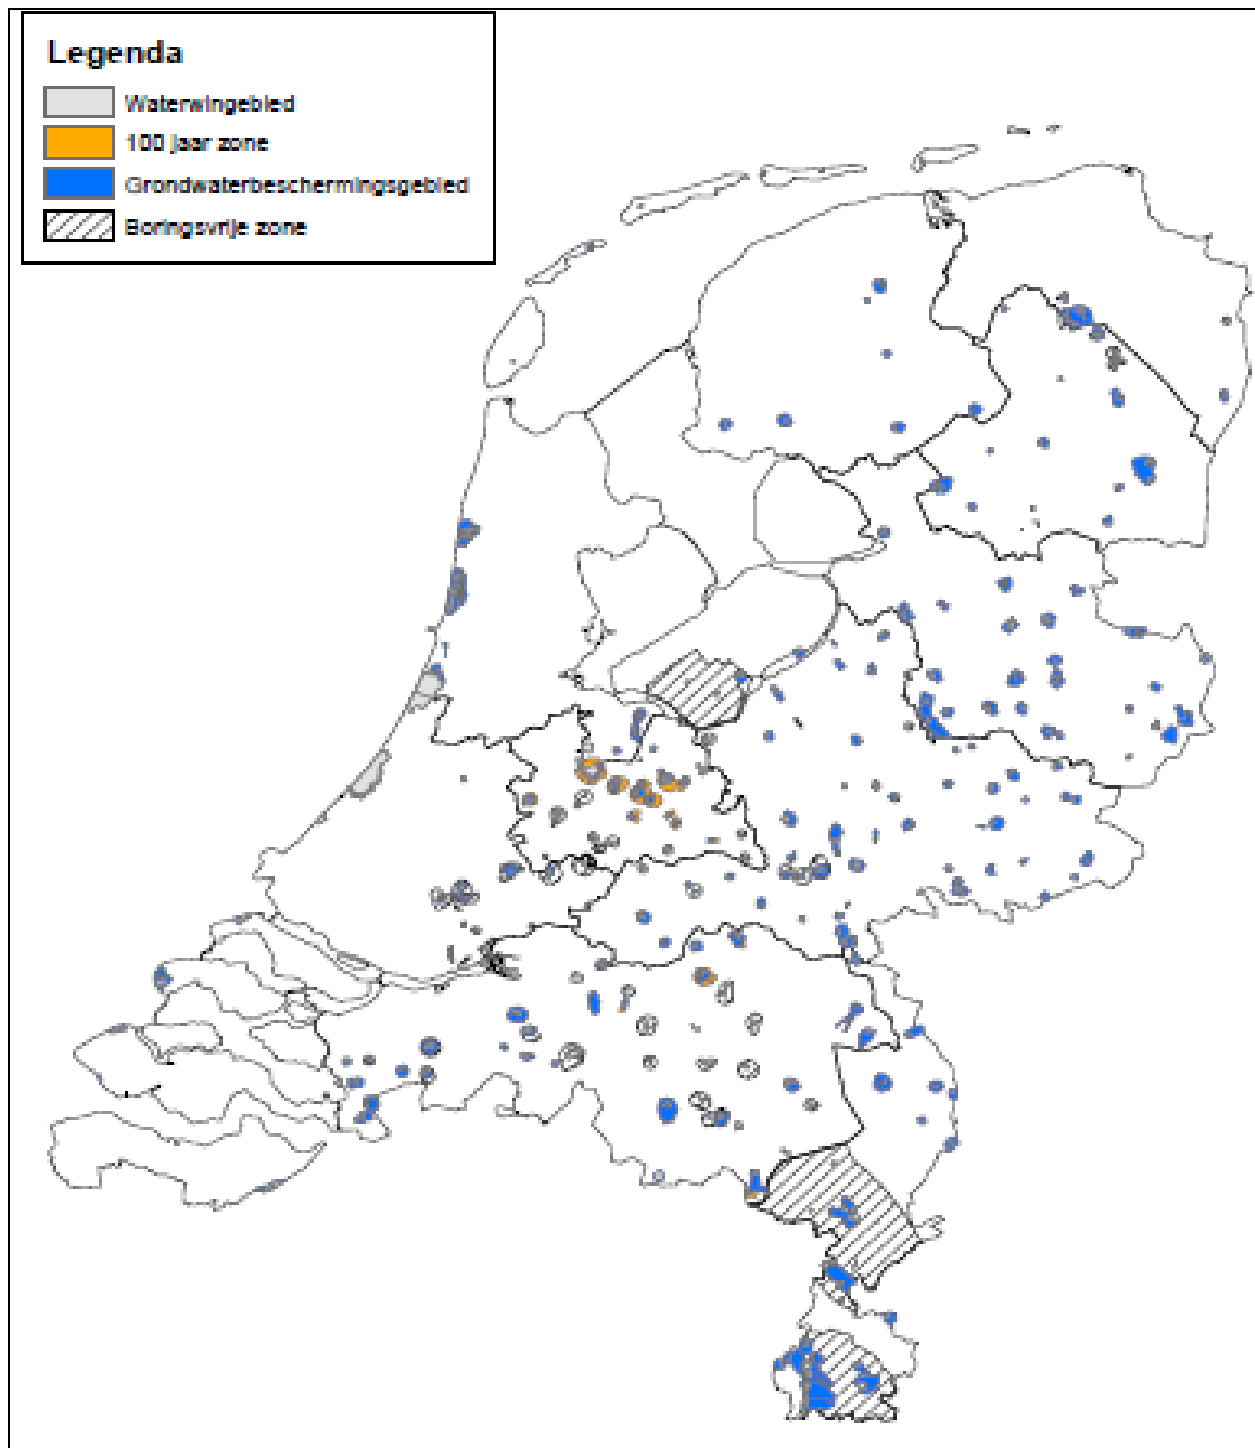 Legenda
Waterwingebied
100 jaar zone
Grondwaterbeschermingsgebied
Boringsvrije zone